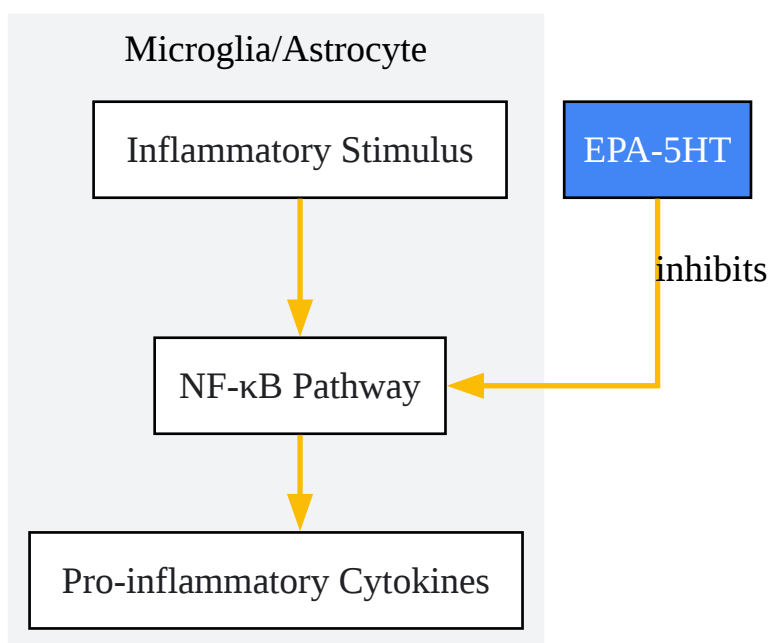 Microglia/Astrocyte
Inflammatory Stimulus
EPA-5HT
inhibits
NF-κB Pathway
Pro-inflammatory Cytokines